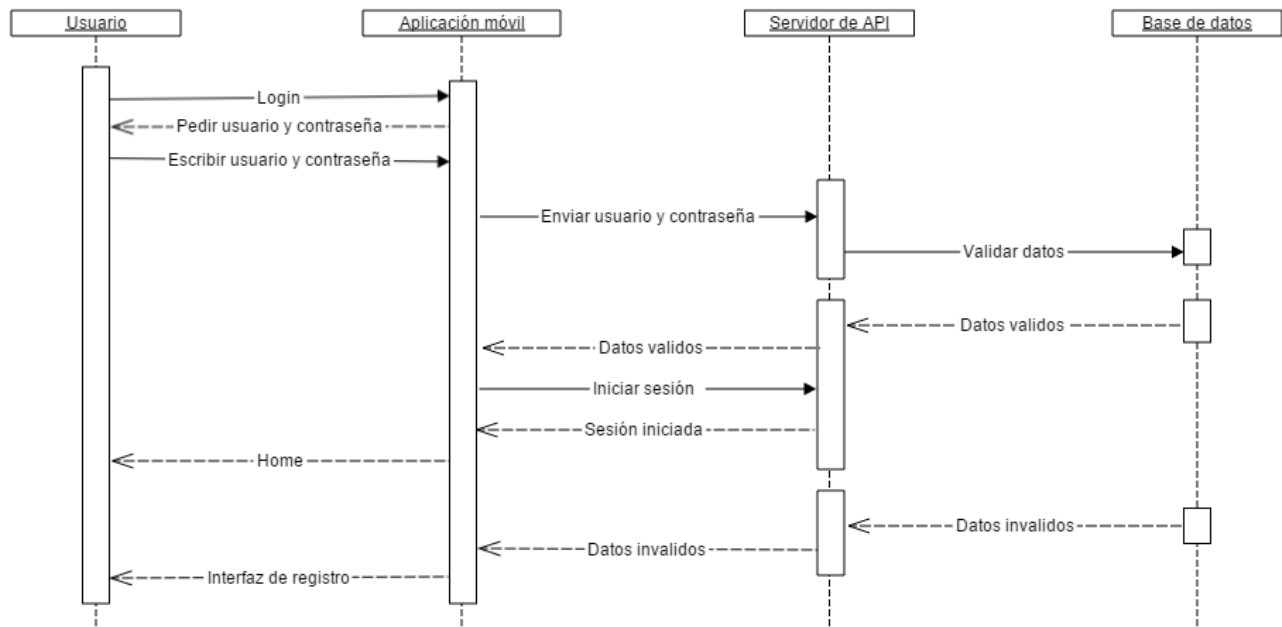 Usuario
Aplicación móvil
Servidor de API
Base de datos
Login
Pedir usuario y contraseña
Escribir usuario y contraseña
Enviar usuario y contraseña
Validar datos
Datos validos
Datos validos
Iniciar sesión
Sesión iniciada
Home
Datos invalidos
Datos invalidos
Interfaz de registro